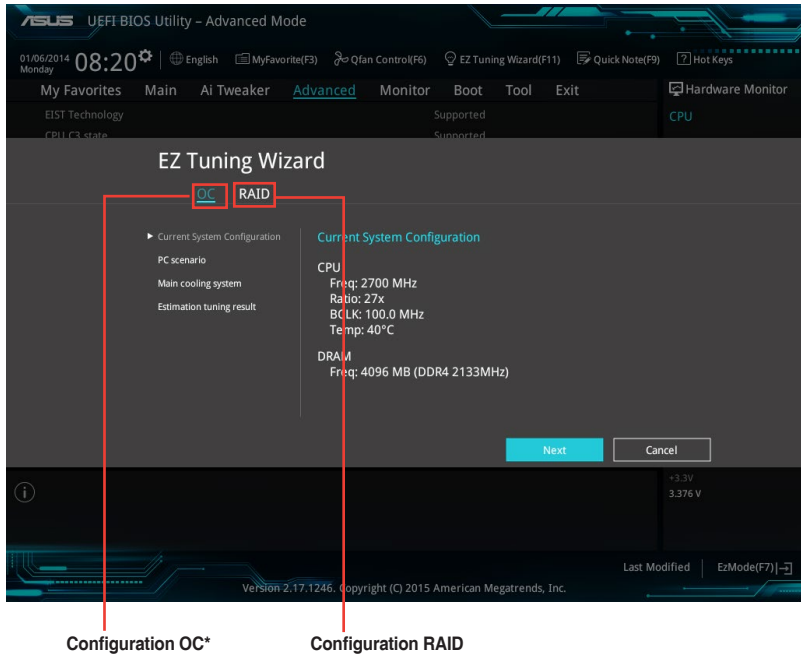 ASUS UEFI BIOS Utility – Advanced Mode
01/06/2014 Monday 08:20 English MyFavorite(F3) Qfan Control(F6) EZ Tuning Wizard(F11) Quick Note(F9) ? Hot Keys
My Favorites Main Ai Tweaker Advanced Monitor Boot Tool Exit Hardware Monitor
EIST Technology Supported CPU
CPU C3 state Supported
EZ Tuning Wizard
OC RAID
Current System Configuration
PC scenario
Main cooling system
Estimation tuning result
Current System Configuration
CPU
Freq: 2700 MHz
Ratio: 27x
BCLK: 100.0 MHz
Temp: 40°C
DRAM
Freq: 4096 MB (DDR4 2133MHz)
Next Cancel
+3.3V
3.376 V
Last Modified EzMode(F7)
Version 2.17.1246. Copyright (C) 2015 American Megatrends, Inc.
Configuration OC* Configuration RAID